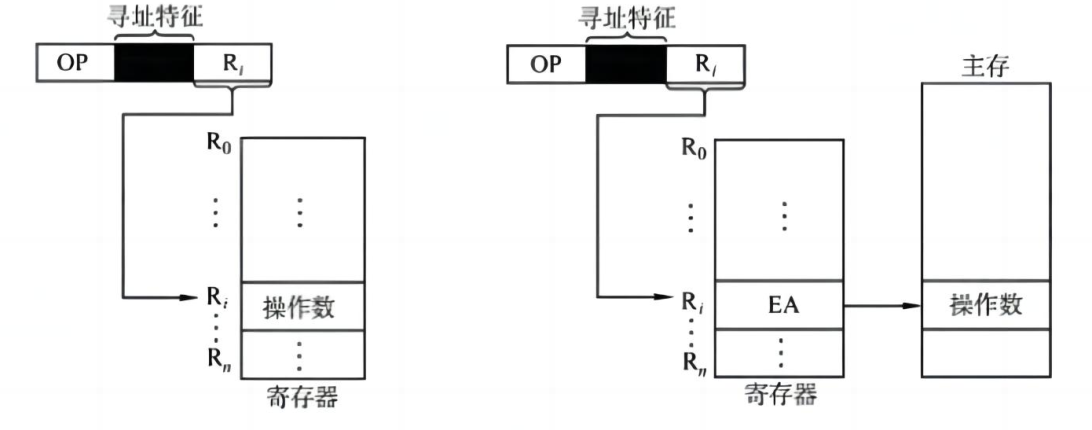 寻址特征
OP R_i
R_0
⋮ ⋮
R_i 操作数
⋮
R_n ⋮
寄存器
寻址特征
OP R_i
主存
R_0
⋮ ⋮
R_i EA 操作数
⋮
R_n ⋮
寄存器